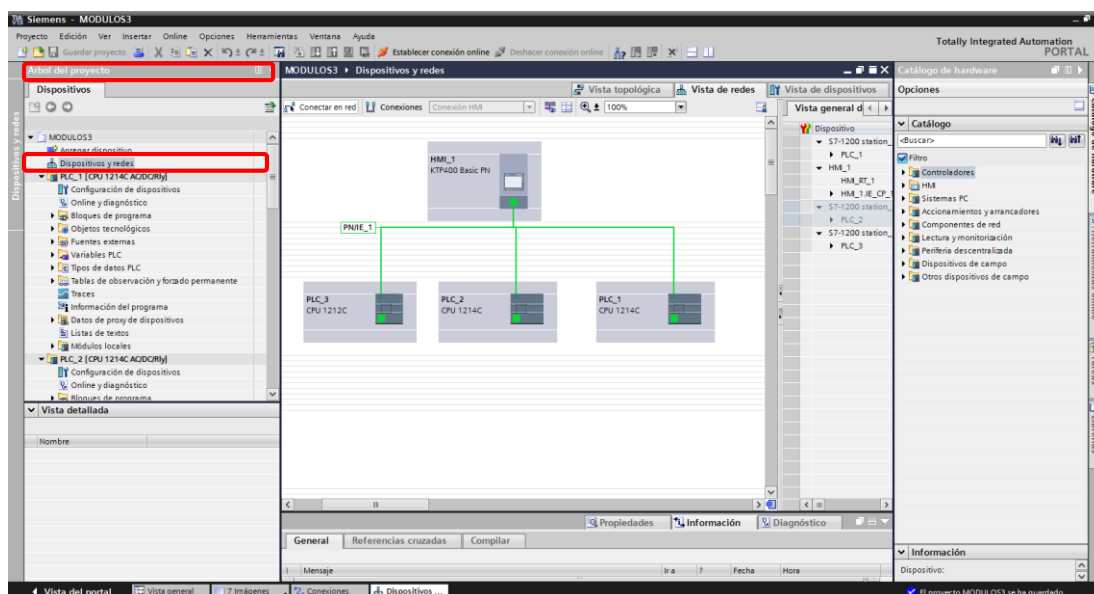 Siemens - MODULOS3
Proyecto Edición Ver Insertar Online Opciones Herramientas Ventana Ayuda
Guardar proyecto
Establecer conexión online
Deshacer conexión online
Totally Integrated Automation
PORTAL
Árbol del proyecto
MODULOS3 Dispositivos y redes
Catálogo de hardware
Dispositivos
Vista topológica
Vista de redes
Vista de dispositivos
Opciones
Conectar en red
Conexiones
Conexión HMI
100%
Vista general d
Dispositivos y redes
MODULOS3
Agregar dispositivo
Dispositivos y redes
PLC_1 [CPU 1214C AC/DC/Rly]
Configuración de dispositivos
Online y diagnóstico
Bloques de programa
Objetos tecnológicos
Fuentes externas
Variables PLC
Tipos de datos PLC
Tablas de observación y forzado permanente
Traces
Información del programa
Datos de proxy de dispositivos
Listas de textos
Módulos locales
PLC_2 [CPU 1214C AC/DC/Rly]
Configuración de dispositivos
Online y diagnóstico
Bloques de programa
Vista detallada
Nombre
HMI_1
KTP400 Basic PN
PN/IE_1
PLC_3
CPU 1212C
PLC_2
CPU 1214C
PLC_1
CPU 1214C
Dispositivo
S7-1200 station_
PLC_1
HMI_1
HMI_RT_1
HMI_1.IE_CP_1
S7-1200 station_
PLC_2
S7-1200 station_
PLC_3
Catálogo
<Buscar>
Filtro
Controladores
HMI
Sistemas PC
Accionamientos y arrancadores
Componentes de red
Lectura y monitorización
Periferia descentralizada
Dispositivos de campo
Otros dispositivos de campo
Propiedades
Información
Diagnóstico
General
Referencias cruzadas
Compilar
! Mensaje Ir a ? Fecha Hora
Información
Dispositivo:
Vista del portal
Vista general
7 Imágenes
Conexiones
Dispositivos ...
El proyecto MODULOS3 se ha guardado